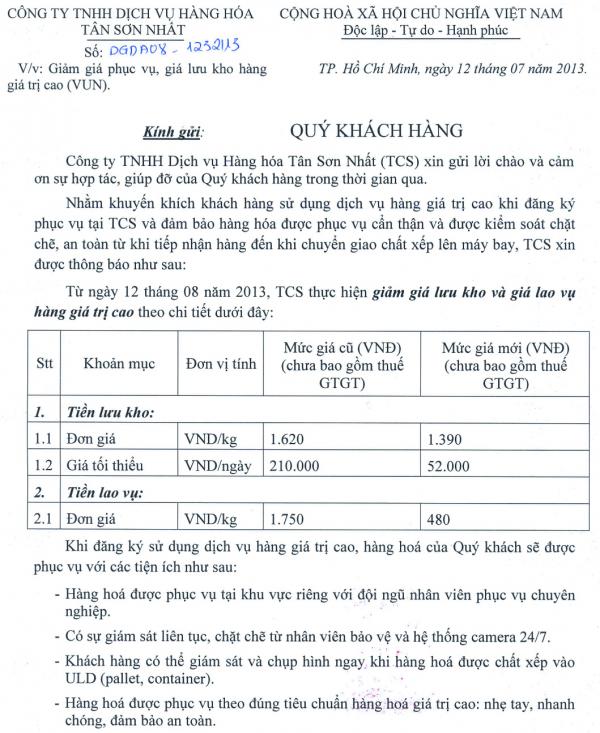 CÔNG TY TNHH DỊCH VỤ HÀNG HÓA
TÂN SƠN NHẤT
Số: DGDA08 - 1232113
V/v: Giảm giá phục vụ, giá lưu kho hàng
giá trị cao (VUN).
CỘNG HOÀ XÃ HỘI CHỦ NGHĨA VIỆT NAM
Độc lập - Tự do - Hạnh phúc
TP. Hồ Chí Minh, ngày 12 tháng 07 năm 2013.
Kính gửi: QUÝ KHÁCH HÀNG
Công ty TNHH Dịch vụ Hàng hóa Tân Sơn Nhất (TCS) xin gửi lời chào và cảm
ơn sự hợp tác, giúp đỡ của Quý khách hàng trong thời gian qua.
Nhằm khuyến khích khách hàng sử dụng dịch vụ hàng giá trị cao khi đăng ký
phục vụ tại TCS và đảm bảo hàng hóa được phục vụ cẩn thận và được kiểm soát chặt
chẽ, an toàn từ khi tiếp nhận hàng đến khi chuyển giao chất xếp lên máy bay, TCS xin
được thông báo như sau:
Từ ngày 12 tháng 08 năm 2013, TCS thực hiện giảm giá lưu kho và giá lao vụ
hàng giá trị cao theo chi tiết dưới đây:
Stt Khoản mục Đơn vị tính Mức giá cũ (VNĐ) (chưa bao gồm thuế GTGT) Mức giá mới (VNĐ) (chưa bao gồm thuế GTGT)
1. Tiền lưu kho:
1.1 Đơn giá VND/kg 1.620 1.390
1.2 Giá tối thiểu VND/ngày 210.000 52.000
2. Tiền lao vụ:
2.1 Đơn giá VND/kg 1.750 480
Khi đăng ký sử dụng dịch vụ hàng giá trị cao, hàng hoá của Quý khách sẽ được
phục vụ với các tiện ích như sau:
- Hàng hoá được phục vụ tại khu vực riêng với đội ngũ nhân viên phục vụ chuyên
nghiệp.
- Có sự giám sát liên tục, chặt chẽ từ nhân viên bảo vệ và hệ thống camera 24/7.
- Khách hàng có thể giám sát và chụp hình ngay khi hàng hoá được chất xếp vào
ULD (pallet, container).
- Hàng hoá được phục vụ theo đúng tiêu chuẩn hàng hoá giá trị cao: nhẹ tay, nhanh
chóng, đảm bảo an toàn.